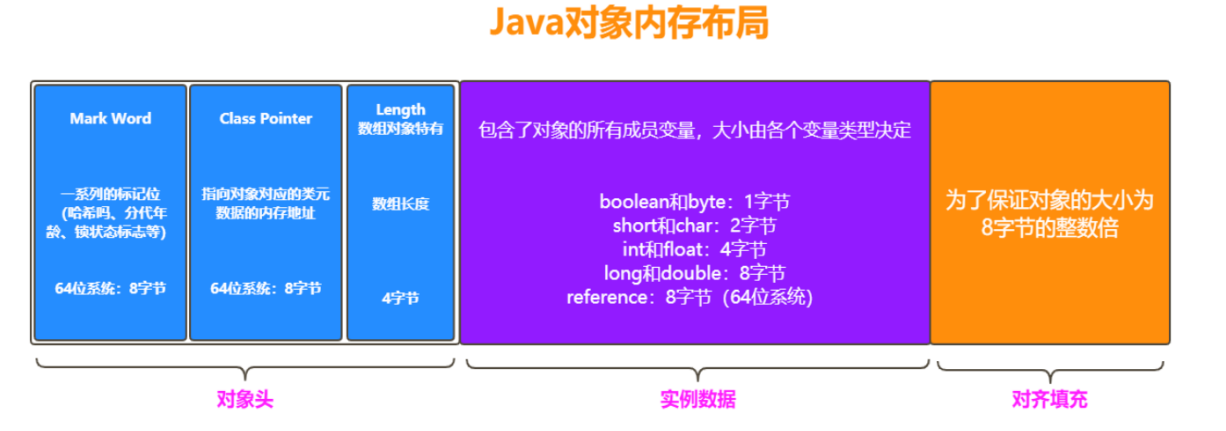 Java对象内存布局
Mark Word
一系列的标记位
(哈希吗、分代年
龄、锁状态标志等)
64位系统：8字节
Class Pointer
指向对象对应的类元
数据的内存地址
64位系统：8字节
Length
数组对象特有
数组长度
4字节
包含了对象的所有成员变量，大小由各个变量类型决定
boolean和byte：1字节
short和char：2字节
int和float：4字节
long和double：8字节
reference：8字节（64位系统）
为了保证对象的大小为
8字节的整数倍
对象头
实例数据
对齐填充